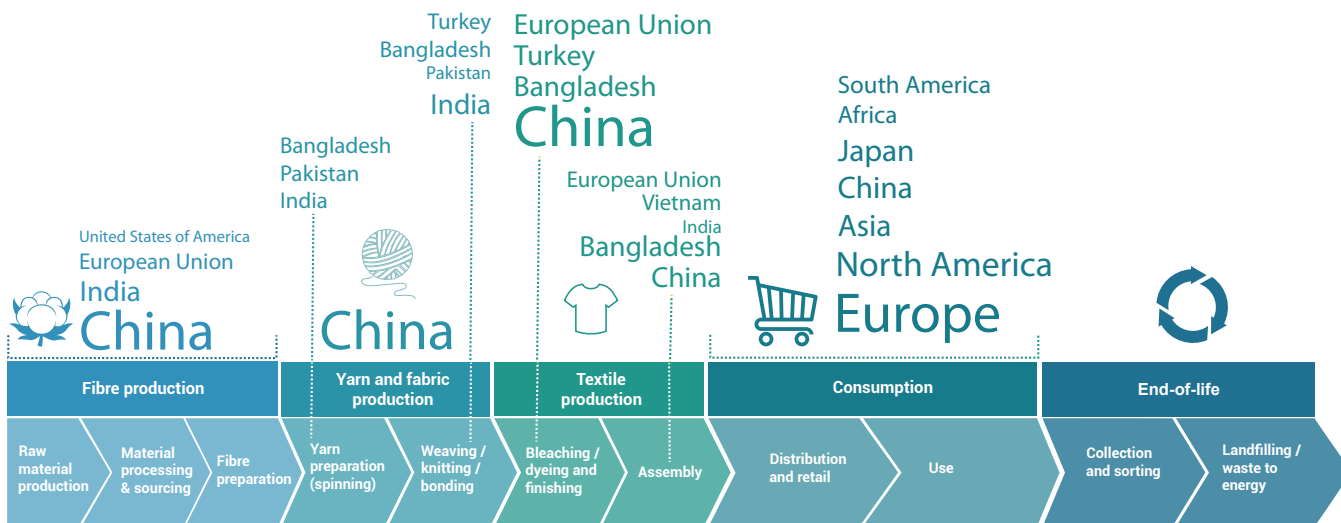 United States of America
European Union
India
China
Bangladesh
Pakistan
India
China
Turkey
Bangladesh
Pakistan
India
European Union
Turkey
Bangladesh
China
European Union
Vietnam
India
Bangladesh
China
South America
Africa
Japan
China
Asia
North America
Europe
Fibre production
Yarn and fabric
production
Textile
production
Consumption
End-of-life
Raw
material
production
Material
processing
& sourcing
Fibre
preparation
Yarn
preparation
(spinning)
Weaving /
knitting /
bonding
Bleaching /
dyeing and
finishing
Assembly
Distribution
and retail
Use
Collection
and sorting
Landfilling /
waste to
energy